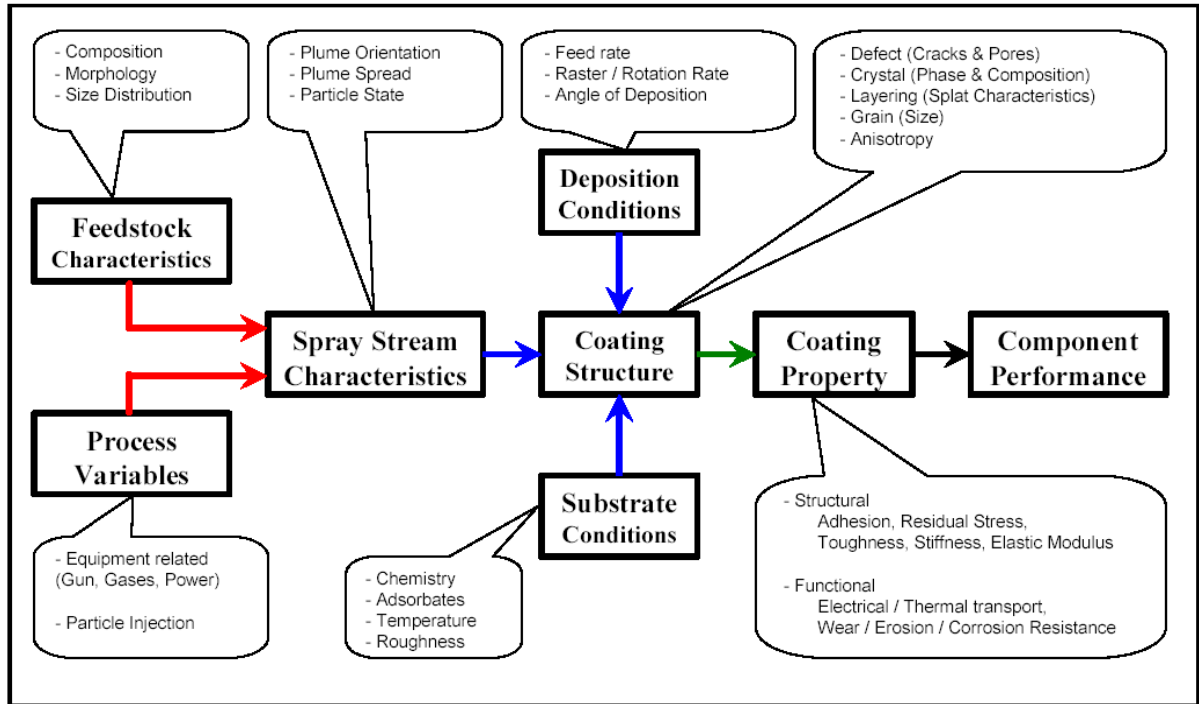 - Composition
- Morphology
- Size Distribution
- Plume Orientation
- Plume Spread
- Particle State
- Feed rate
- Raster / Rotation Rate
- Angle of Deposition
- Defect (Cracks & Pores)
- Crystal (Phase & Composition)
- Layering (Splat Characteristics)
- Grain (Size)
- Anisotropy
Deposition
Conditions
Feedstock
Characteristics
Spray Stream
Characteristics
Coating
Structure
Coating
Property
Component
Performance
Process
Variables
Substrate
Conditions
- Equipment related
(Gun, Gases, Power)
- Particle Injection
- Chemistry
- Adsorbates
- Temperature
- Roughness
- Structural
Adhesion, Residual Stress,
Toughness, Stiffness, Elastic Modulus
- Functional
Electrical / Thermal transport,
Wear / Erosion / Corrosion Resistance